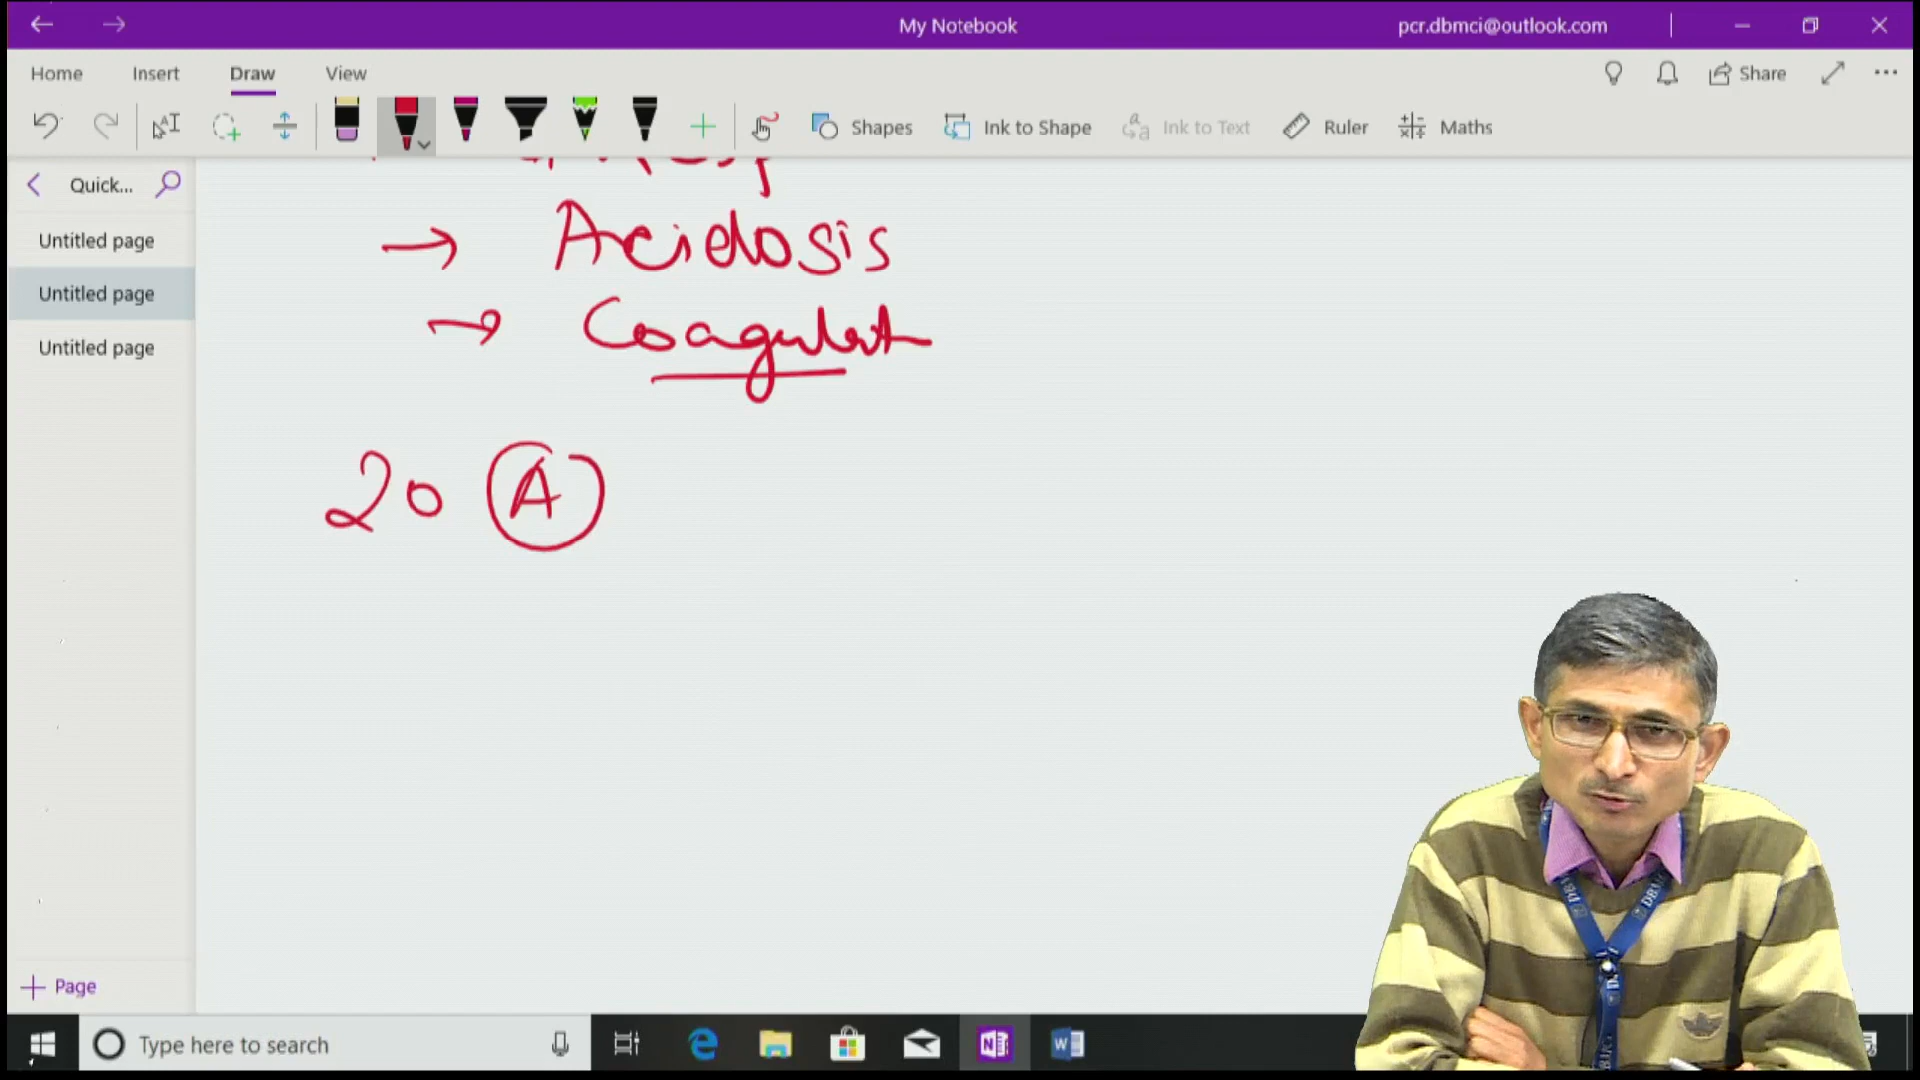 My Notebook
pcr.dbmci@outlook.com
Home Insert Draw View
Share
Shapes
Ink to Shape
Ink to Text
Ruler
Maths
Quick...
Untitled page
Untitled page
Untitled page
→ Acidosis
→ Coagulat
20 A
+ Page
Type here to search